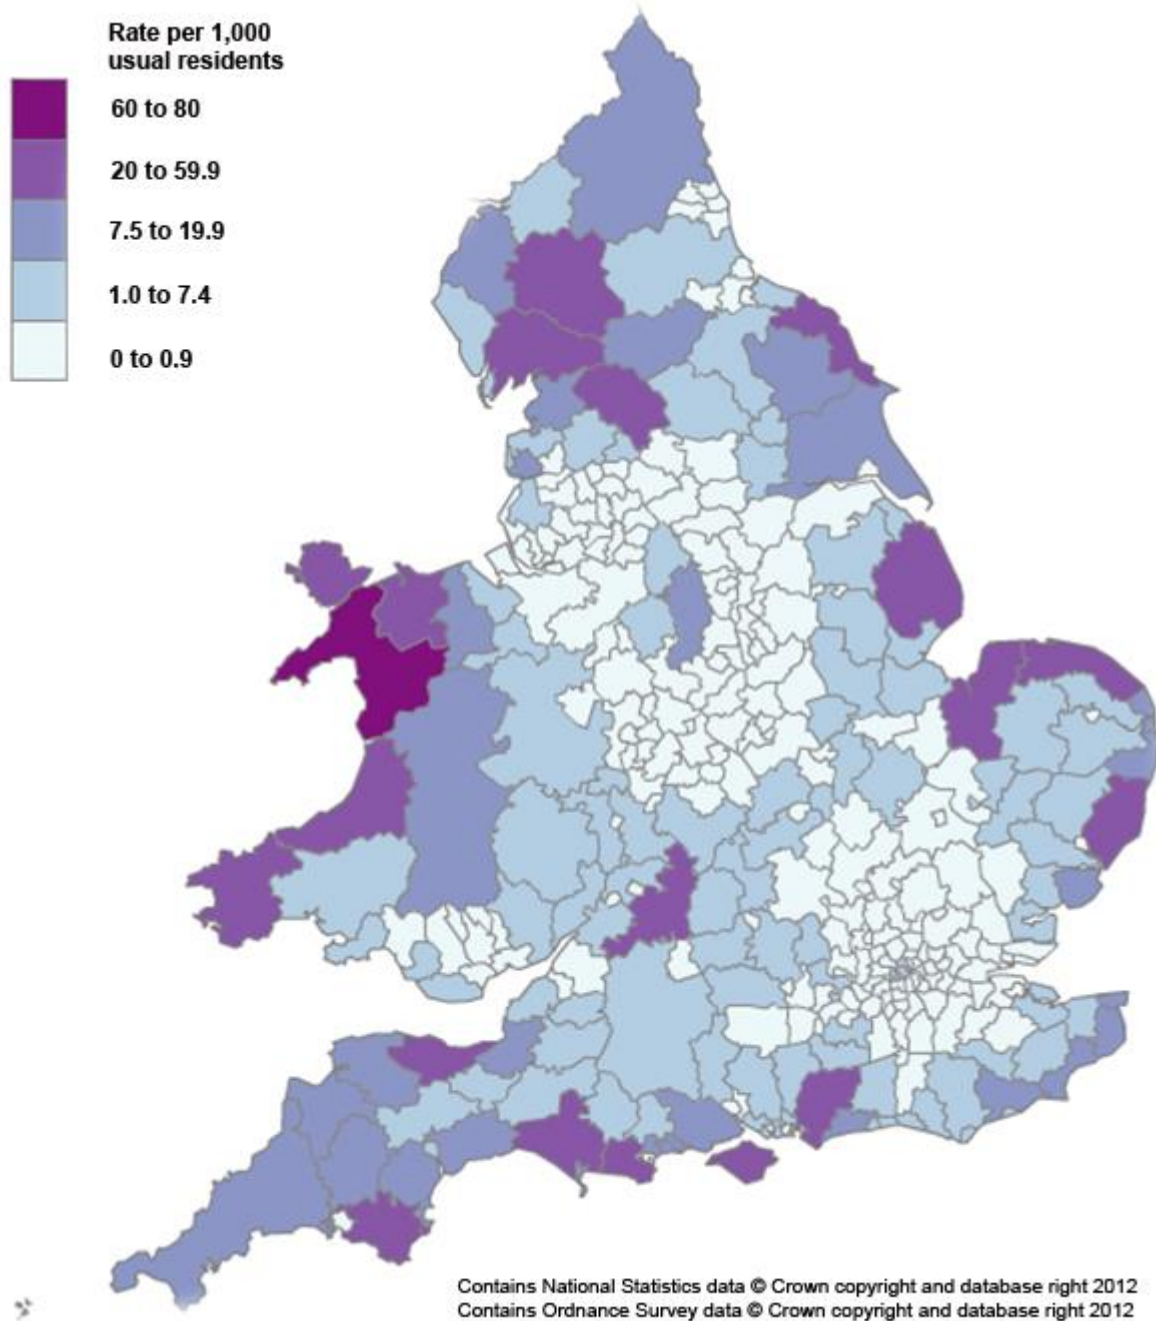 Rate per 1,000
usual residents
60 to 80
20 to 59.9
7.5 to 19.9
1.0 to 7.4
0 to 0.9
Contains National Statistics data © Crown copyright and database right 2012
Contains Ordnance Survey data © Crown copyright and database right 2012